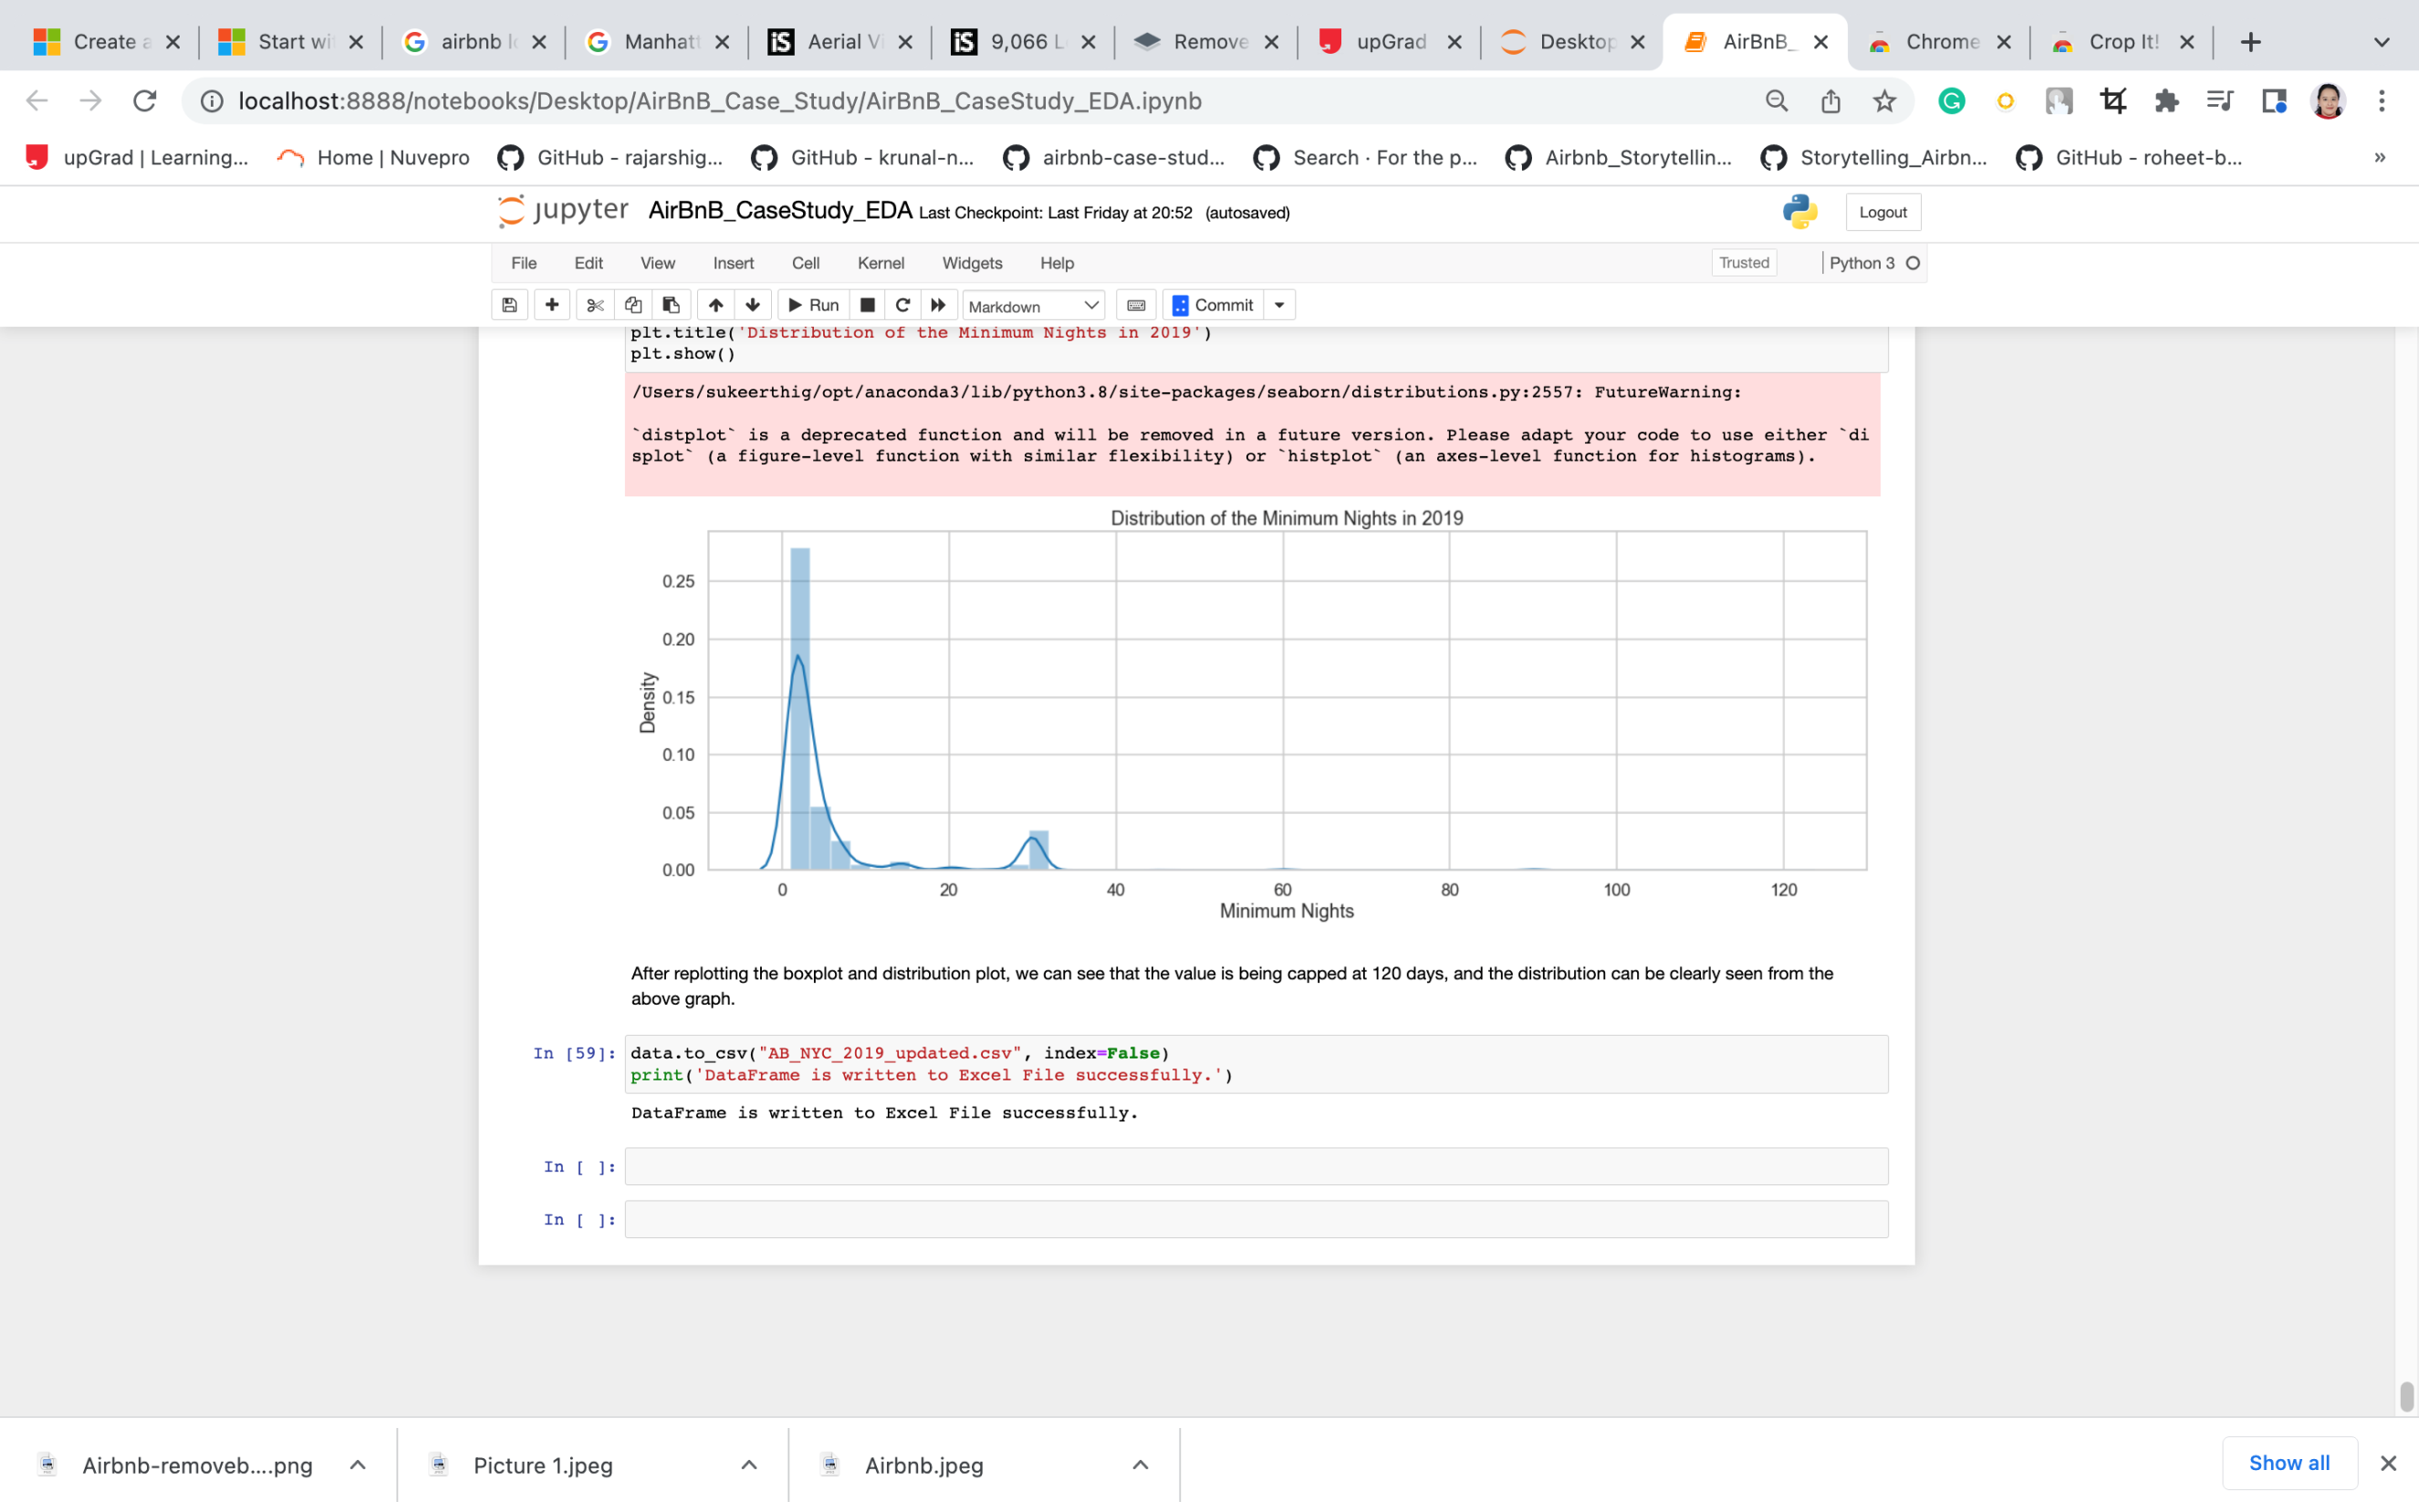 Create a
Start wi
airbnb l
Manhatt
Aerial Vi
9,066 L
Remove
upGrad
Desktop
AirBnB_
Chrome
Crop It!
localhost:8888/notebooks/Desktop/AirBnB_Case_Study/AirBnB_CaseStudy_EDA.ipynb
upGrad | Learning...
Home | Nuvepro
GitHub - rajarshig...
GitHub - krunal-n...
airbnb-case-stud...
Search · For the p...
Airbnb_Storytellin...
Storytelling_Airbn...
GitHub - roheet-b...
»
jupyter AirBnB_CaseStudy_EDA Last Checkpoint: Last Friday at 20:52 (autosaved)
Logout
File Edit View Insert Cell Kernel Widgets Help
Trusted
Python 3
Run
Markdown
Commit
plt.title('Distribution of the Minimum Nights in 2019')
plt.show()
/Users/sukeerthig/opt/anaconda3/lib/python3.8/site-packages/seaborn/distributions.py:2557: FutureWarning:
`distplot` is a deprecated function and will be removed in a future version. Please adapt your code to use either `di
splot` (a figure-level function with similar flexibility) or `histplot` (an axes-level function for histograms).
Distribution of the Minimum Nights in 2019
0.25
0.20
0.15
0.10
0.05
0.00
Density
0 20 40 60 80 100 120
Minimum Nights
After replotting the boxplot and distribution plot, we can see that the value is being capped at 120 days, and the distribution can be clearly seen from the
above graph.
In [59]: data.to_csv("AB_NYC_2019_updated.csv", index=False)
print('DataFrame is written to Excel File successfully.')
DataFrame is written to Excel File successfully.
In [ ]:
In [ ]:
Airbnb-removeb....png
Picture 1.jpeg
Airbnb.jpeg
Show all